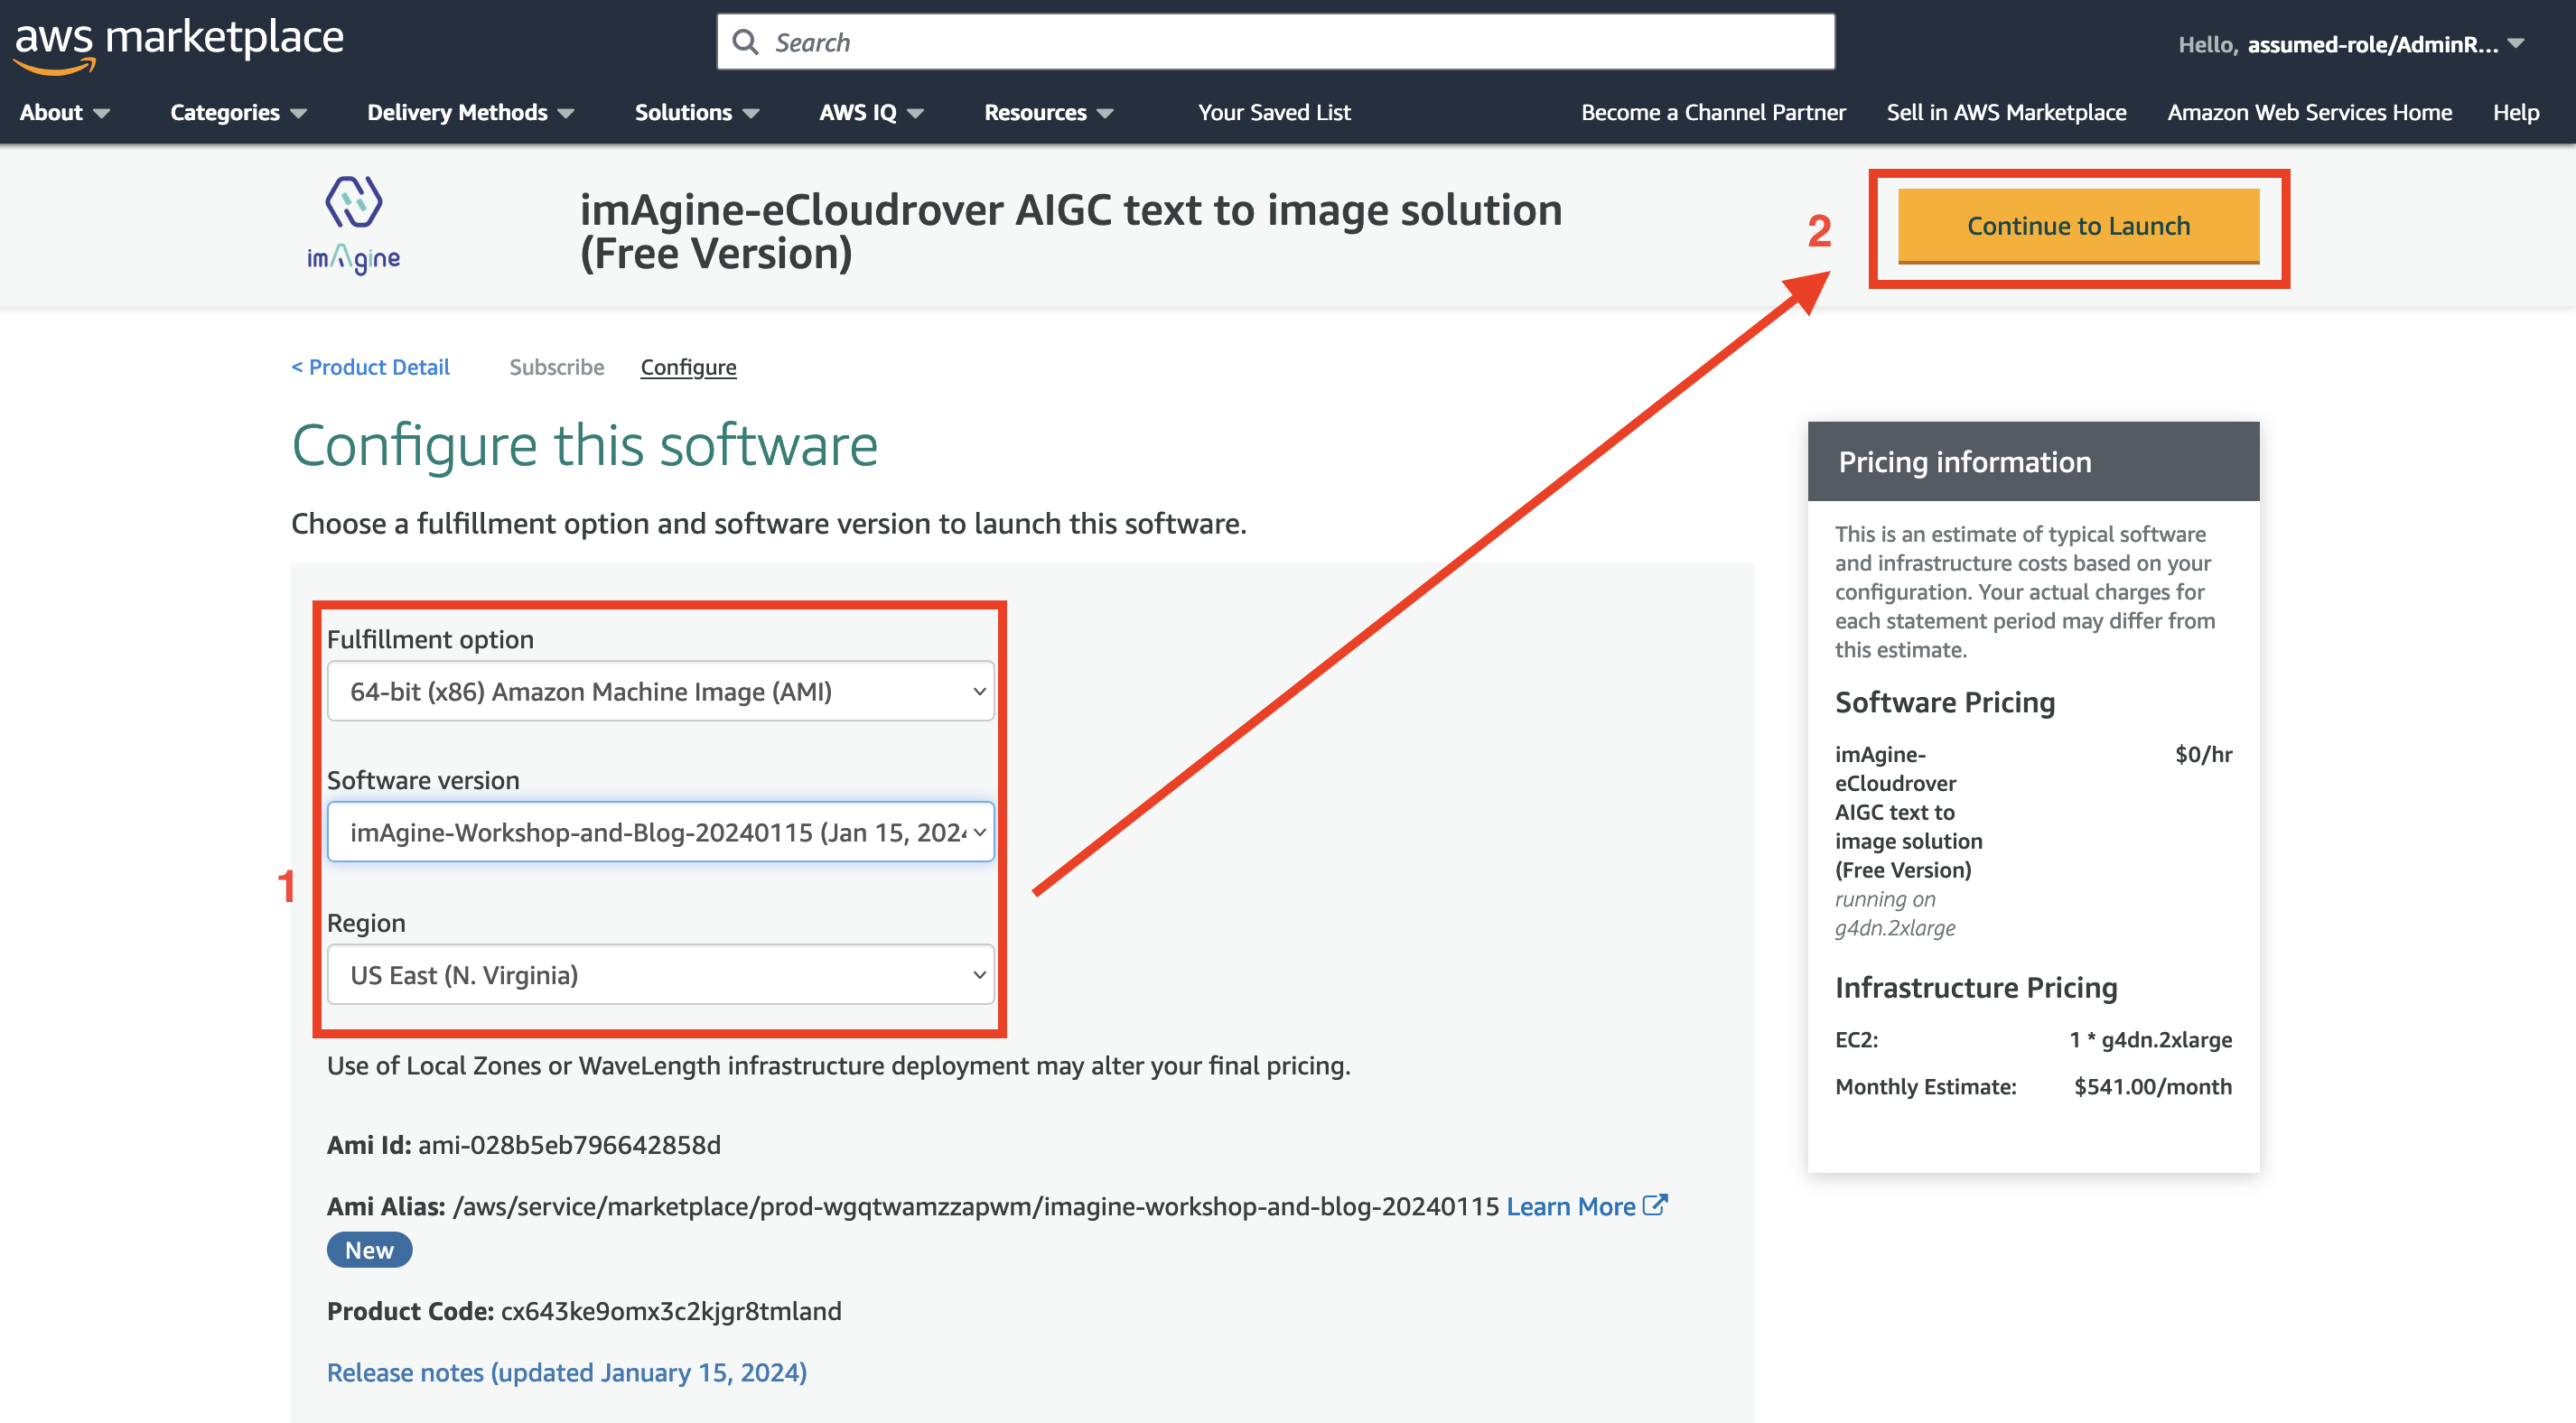 aws marketplace
Search
Hello, assumed-role/AdminR...
About
Categories
Delivery Methods
Solutions
AWS IQ
Resources
Your Saved List
Become a Channel Partner
Sell in AWS Marketplace
Amazon Web Services Home
Help
imAgine
imAgine-eCloudrover AIGC text to image solution
(Free Version)
2
Continue to Launch
< Product Detail
Subscribe
Configure
Configure this software
Choose a fulfillment option and software version to launch this software.
1
Fulfillment option
64-bit (x86) Amazon Machine Image (AMI)
Software version
imAgine-Workshop-and-Blog-20240115 (Jan 15, 202
Region
US East (N. Virginia)
Use of Local Zones or WaveLength infrastructure deployment may alter your final pricing.
Ami Id: ami-028b5eb796642858d
Ami Alias: /aws/service/marketplace/prod-wgqtwamzzapwm/imagine-workshop-and-blog-20240115 Learn More
New
Product Code: cx643ke9omx3c2kjgr8tmland
Release notes (updated January 15, 2024)
Pricing information
This is an estimate of typical software
and infrastructure costs based on your
configuration. Your actual charges for
each statement period may differ from
this estimate.
Software Pricing
imAgine- $0/hr
eCloudrover
AIGC text to
image solution
(Free Version)
running on
g4dn.2xlarge
Infrastructure Pricing
EC2: 1 * g4dn.2xlarge
Monthly Estimate: $541.00/month